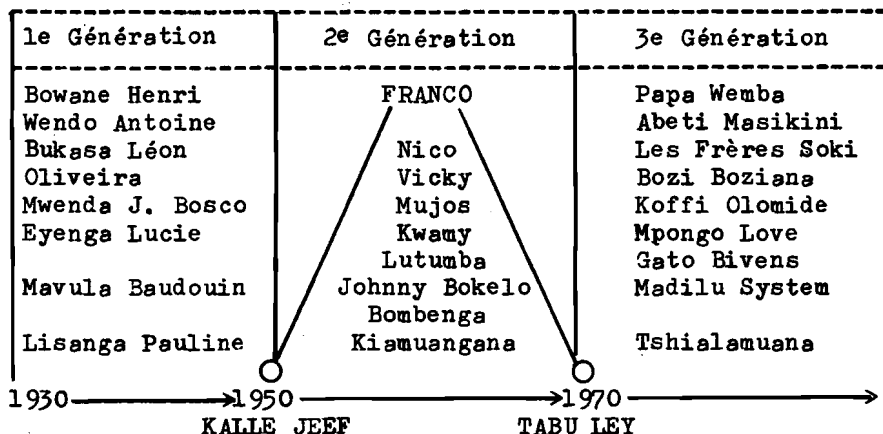 1e Génération 2e Génération 3e Génération
Bowane Henri FRANCO Papa Wemba
Wendo Antoine Abeti Masikini
Bukasa Léon Nico Les Frères Soki
Oliveira Vicky Bozi Boziana
Mwenda J. Bosco Mujos Koffi Olomide
Eyenga Lucie Kwamy Mpongo Love
Lutumba Gato Bivens
Mavula Baudouin Johnny Bokelo Madilu System
Bombenga
Lisanga Pauline Kiamuangana Tshialamuana
1930 1950 1970
KALLE JEEF TABU LEY